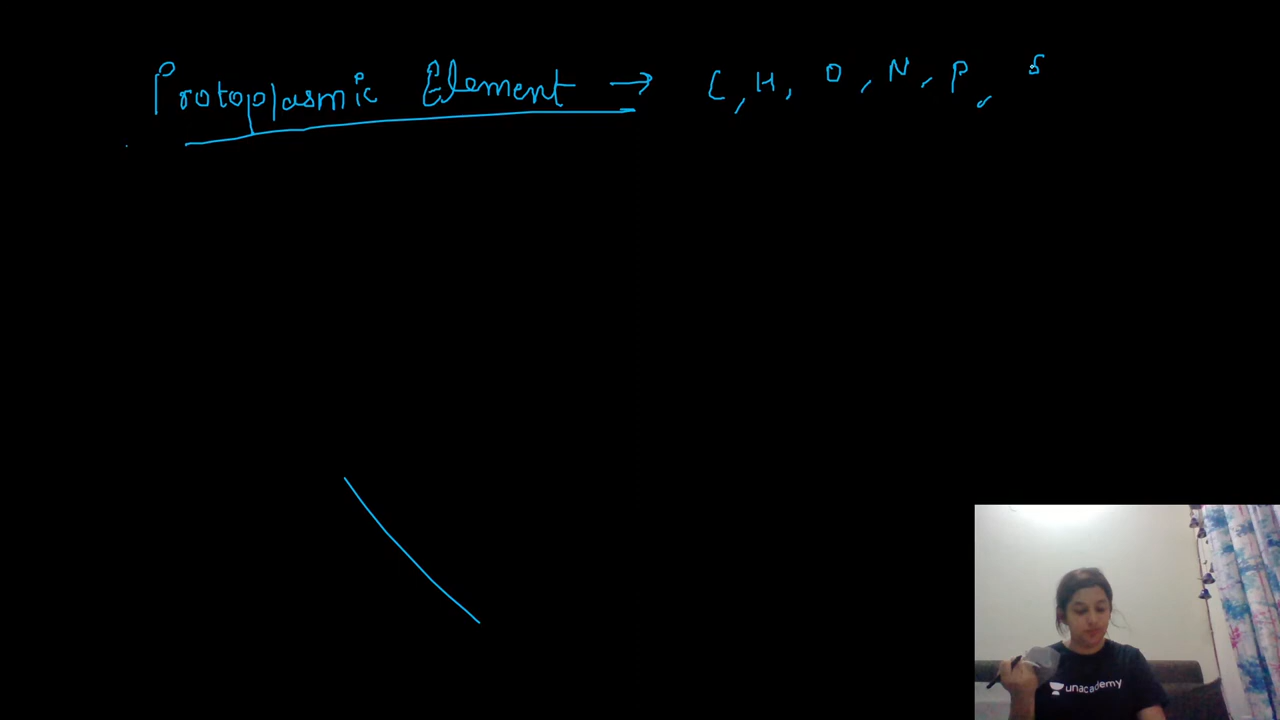 Protoplasmic Element → C, H, O, N, P, S
unacademy